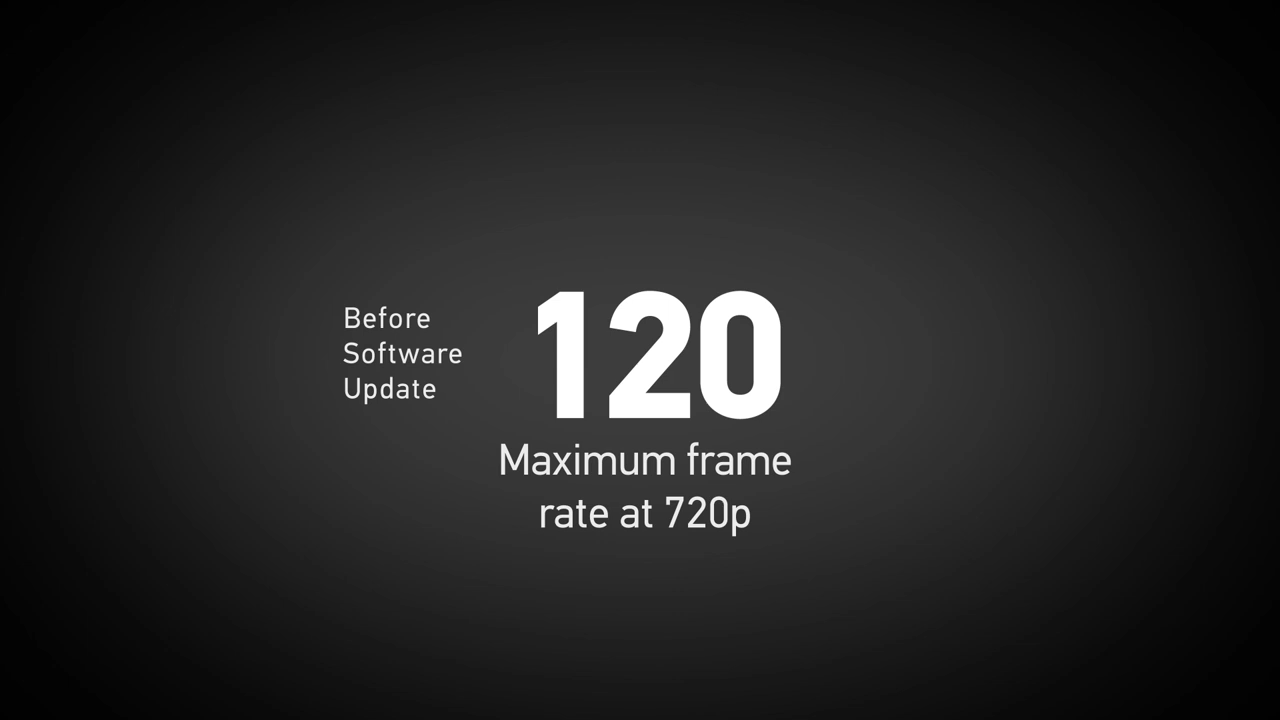 Before
Software
Update
120
Maximum frame
rate at 720p